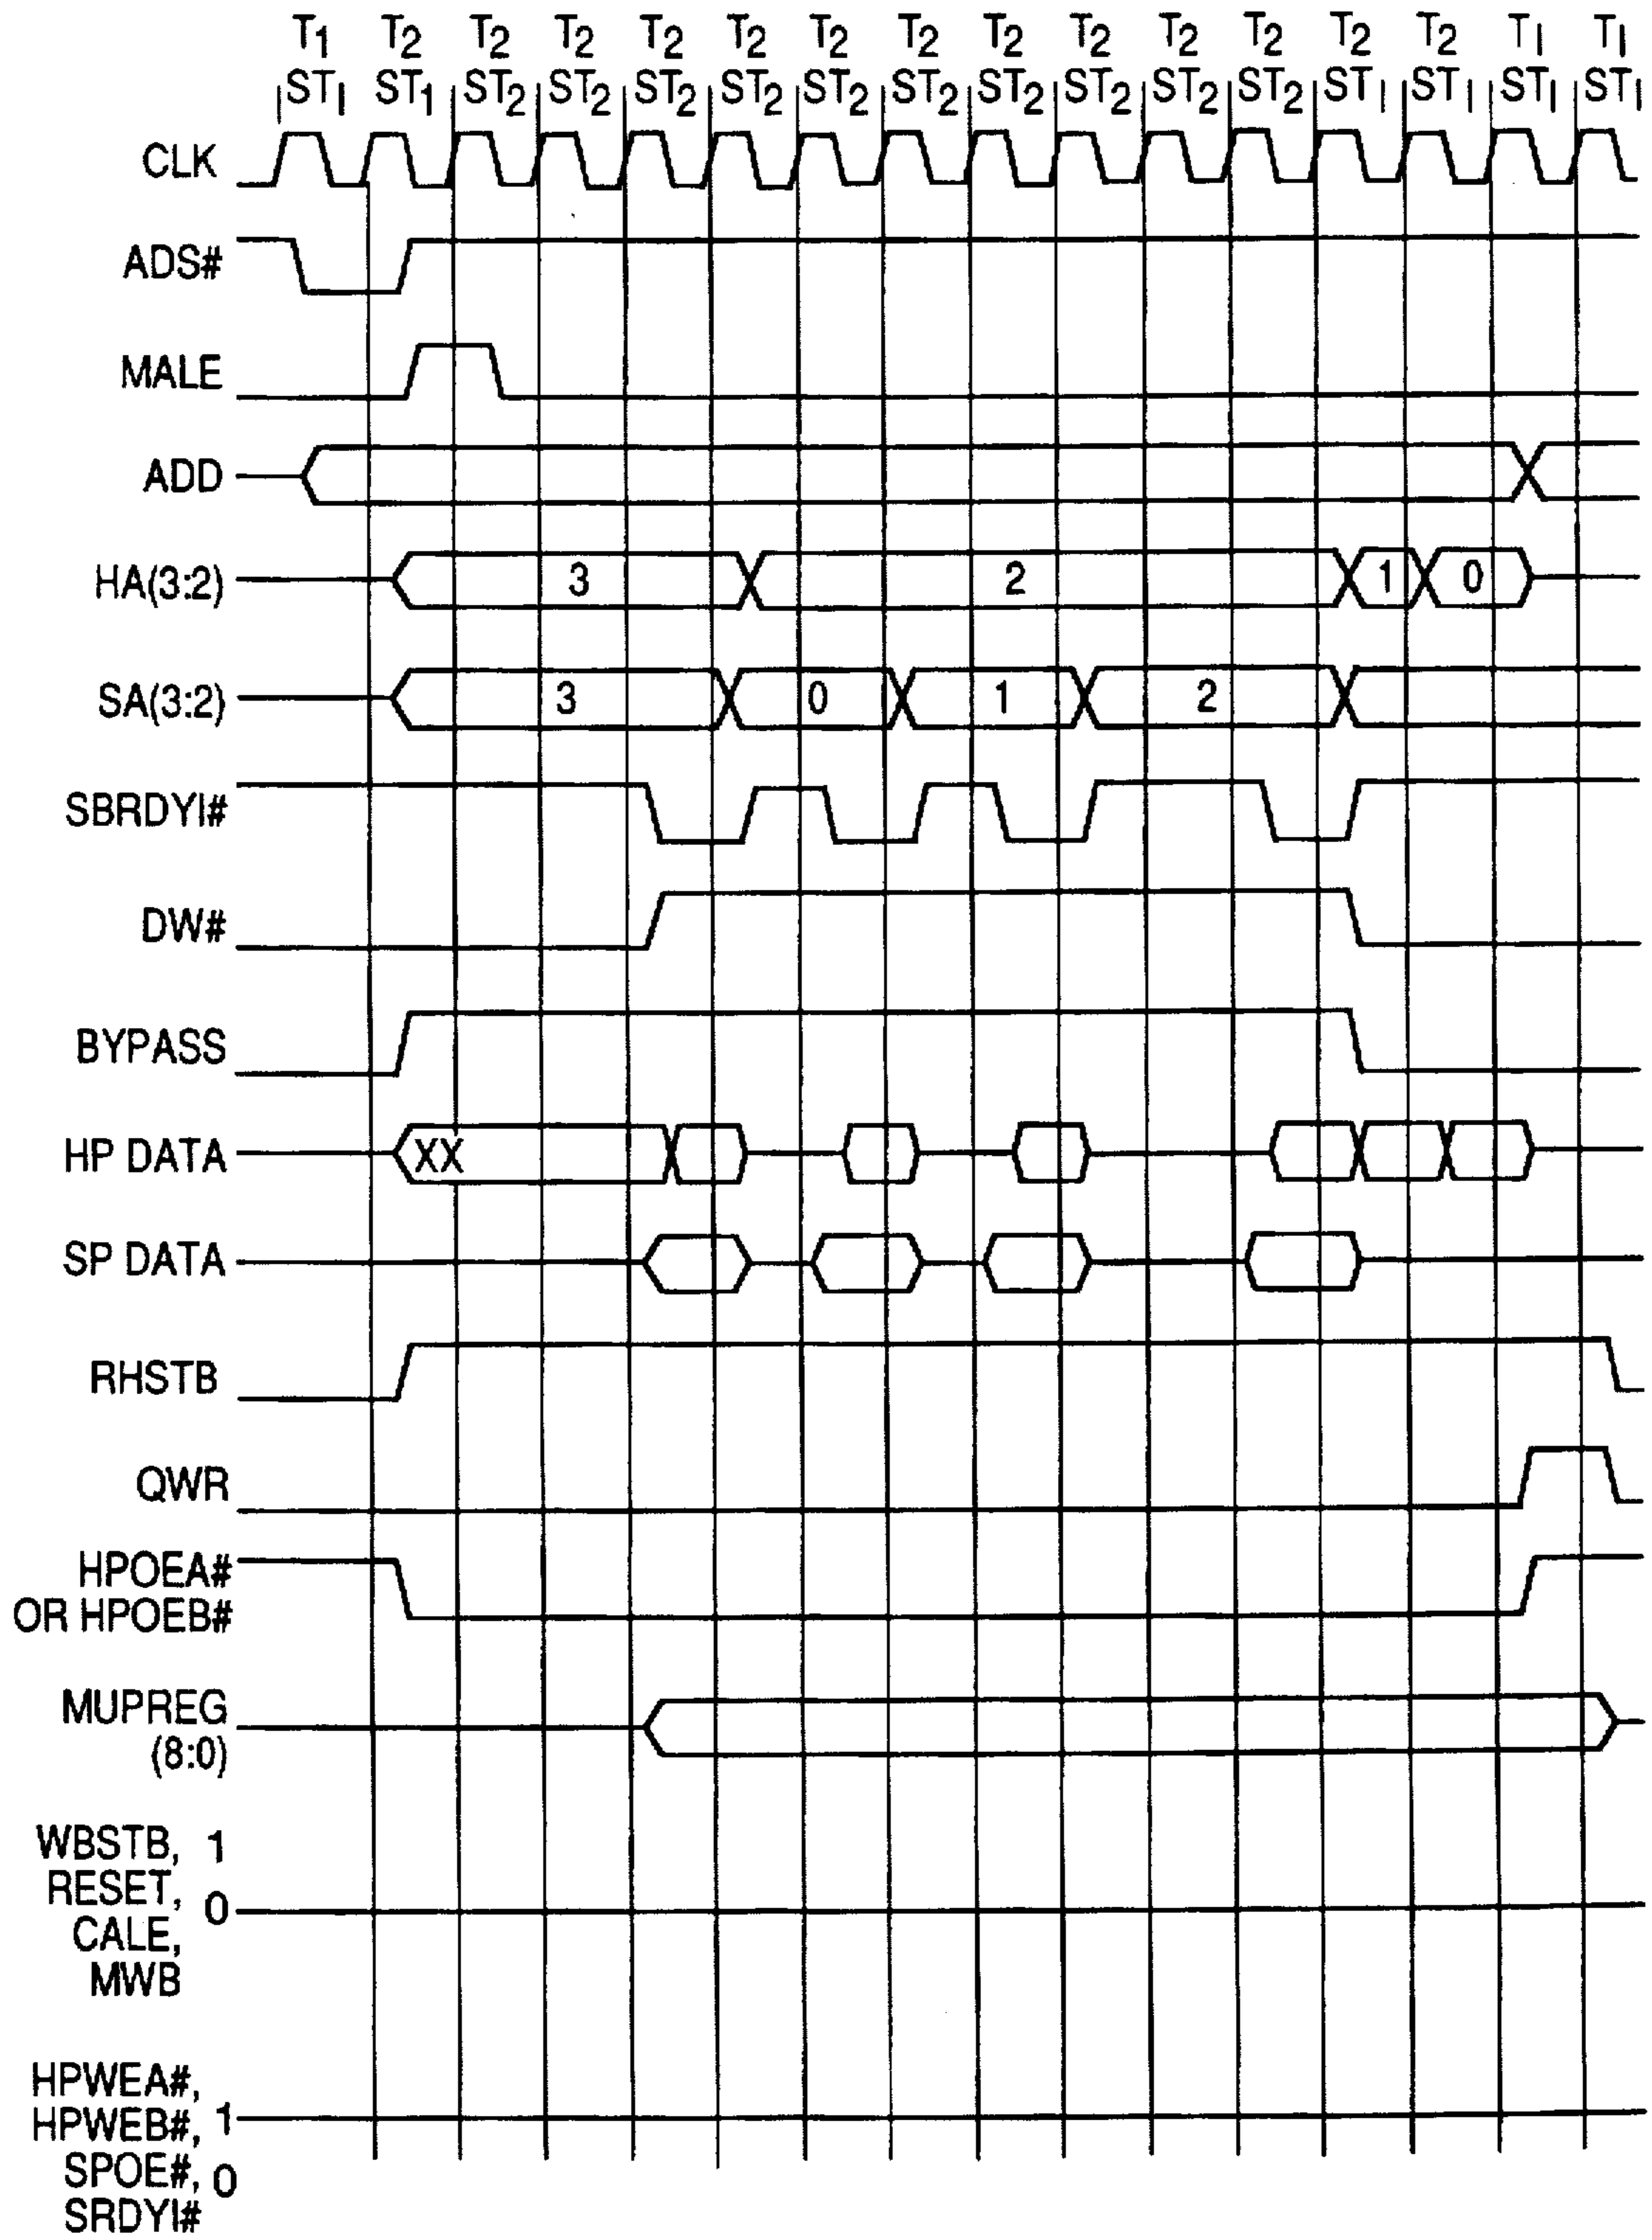 T1 T2 T2 T2 T2 T2 T2 T2 T2 T2 T2 T2 T2 T2 TI TI
STI ST1 ST2 ST2 ST2 ST2 ST2 ST2 ST2 ST2 ST2 ST2 STI STI STI STI
CLK
ADS#
MALE
ADD
HA(3:2) 3 2 1 0
SA(3:2) 3 0 1 2
SBRDYI#
DW#
BYPASS
HP DATA XX
SP DATA
RHSTB
QWR
HPOEA#
OR HPOEB#
MUPREG
(8:0)
WBSTB, 1
RESET, 0
CALE,
MWB
HPWEA#,
HPWEB#, 1
SPOE#, 0
SRDYI#